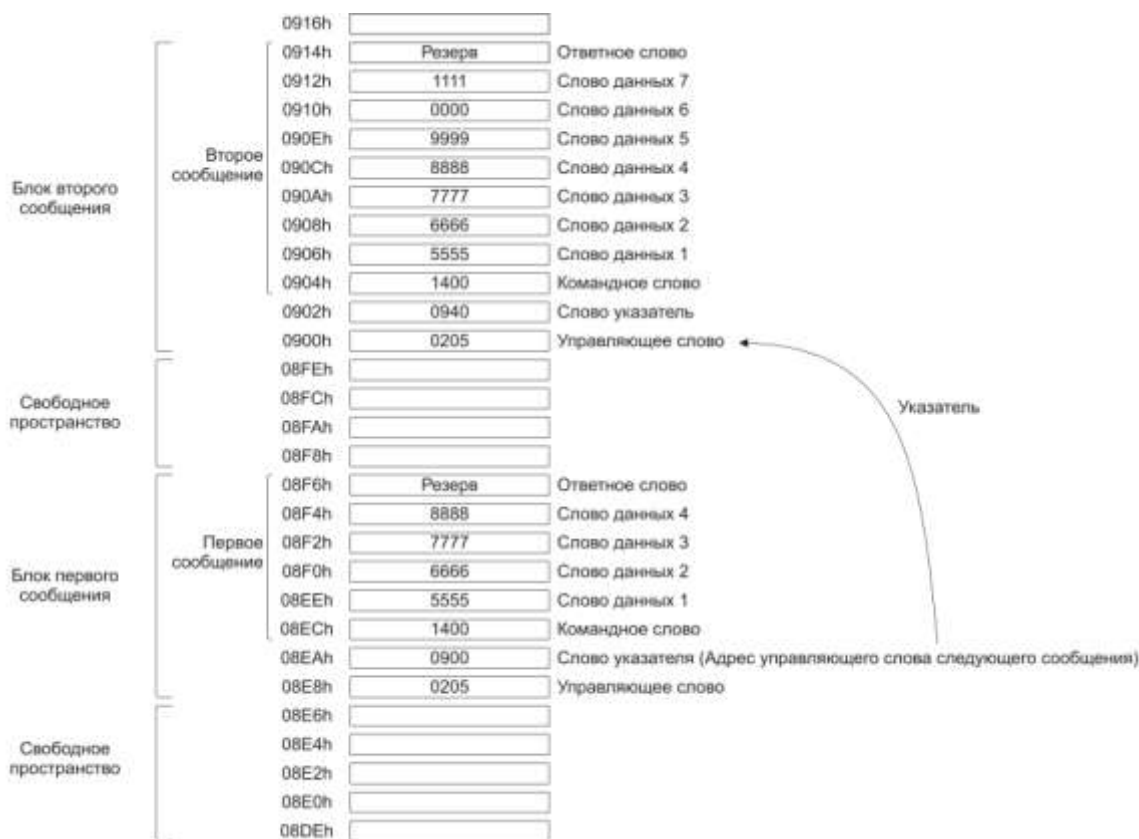 0916h
0914h Резерв Ответное слово
0912h 1111 Слово данных 7
0910h 0000 Слово данных 6
090Eh 9999 Слово данных 5
Второе
сообщение
090Ch 8888 Слово данных 4
Блок второго
сообщения
090Ah 7777 Слово данных 3
0908h 6666 Слово данных 2
0906h 5555 Слово данных 1
0904h 1400 Командное слово
0902h 0940 Слово указатель
0900h 0205 Управляющее слово
08FEh
Свободное
пространство
08FCh
Указатель
08FAh
08F8h
08F6h Резерв Ответное слово
08F4h 8888 Слово данных 4
Первое
сообщение
08F2h 7777 Слово данных 3
Блок первого
сообщения
08F0h 6666 Слово данных 2
08EEh 5555 Слово данных 1
08ECh 1400 Командное слово
08EAh 0900 Слово указателя (Адрес управляющего слова следующего сообщения)
08E8h 0205 Управляющее слово
08E6h
Свободное
пространство
08E4h
08E2h
08E0h
08DEh